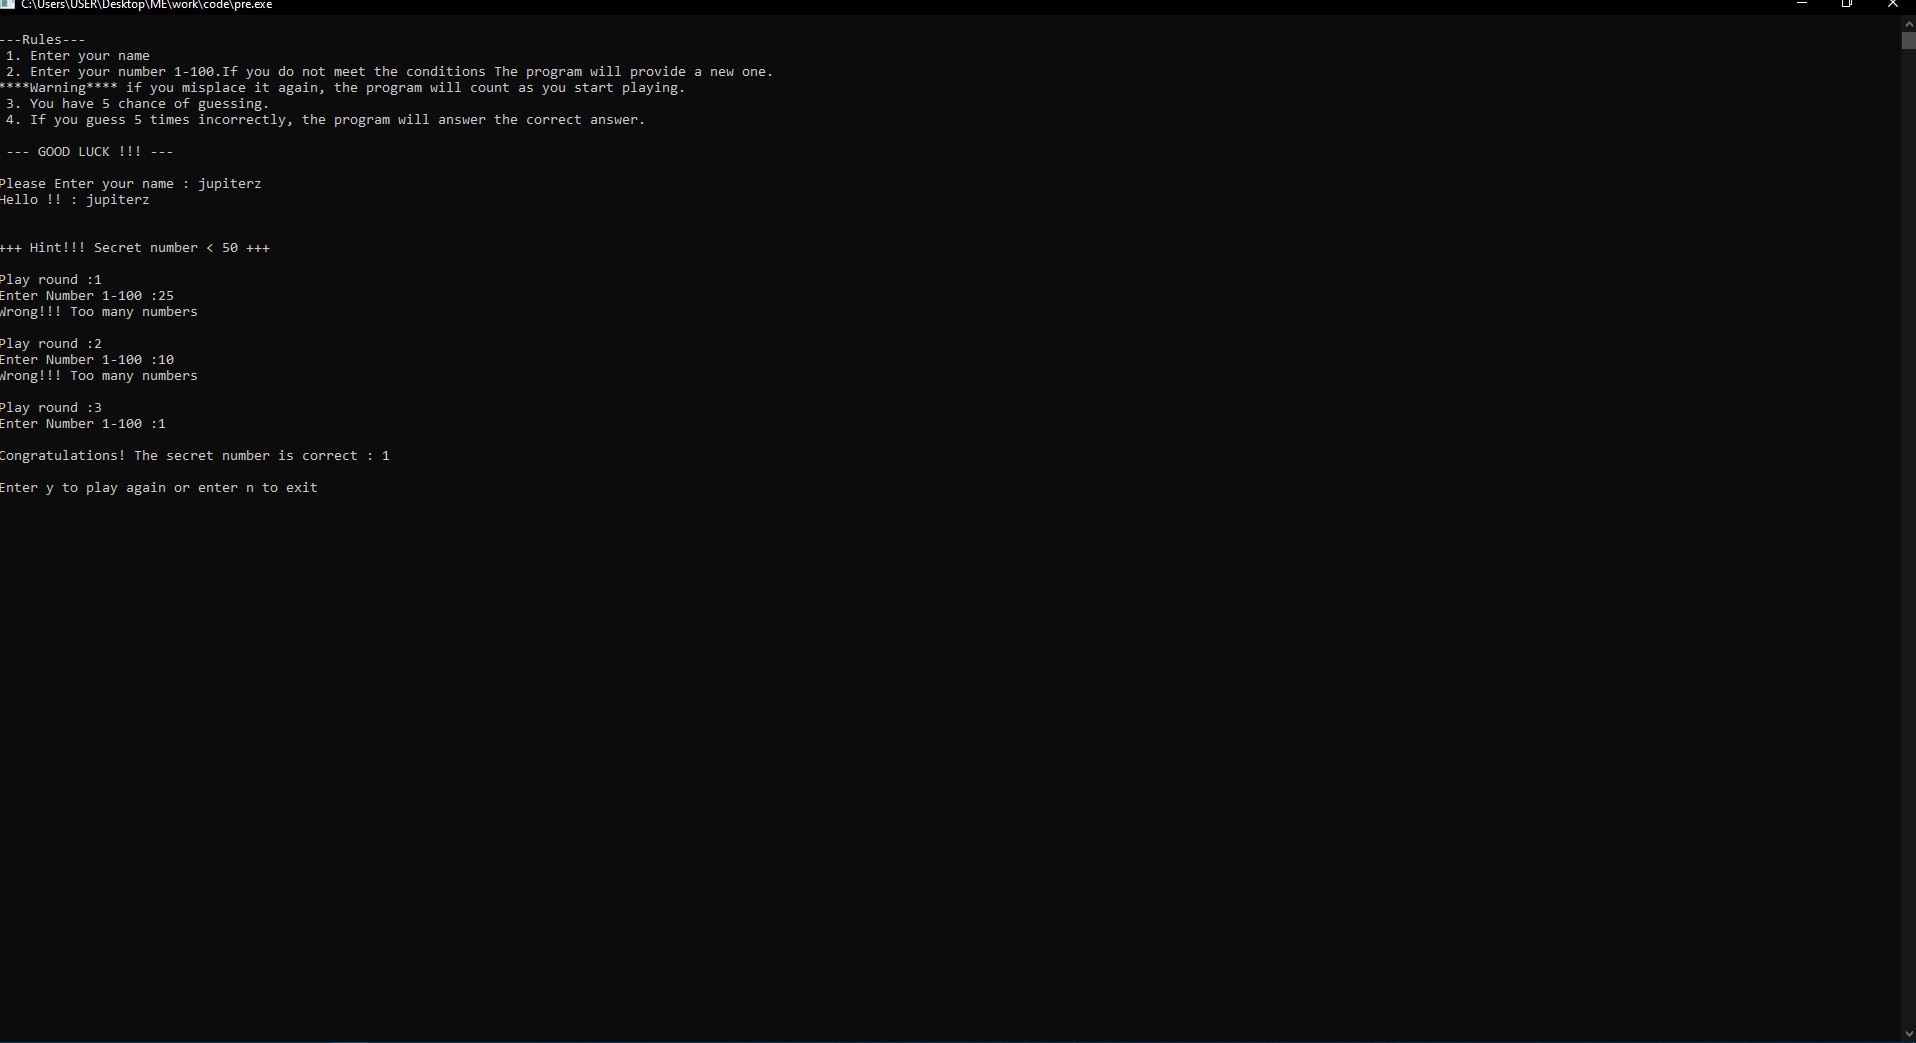 C:\Users\USER\Desktop\ME\work\code\pre.exe
---Rules---
1. Enter your name
2. Enter your number 1-100.If you do not meet the conditions The program will provide a new one.
****Warning**** if you misplace it again, the program will count as you start playing.
3. You have 5 chance of guessing.
4. If you guess 5 times incorrectly, the program will answer the correct answer.
--- GOOD LUCK !!! ---
Please Enter your name : jupiterz
Hello !! : jupiterz
+++ Hint!!! Secret number < 50 +++
Play round :1
Enter Number 1-100 :25
Wrong!!! Too many numbers
Play round :2
Enter Number 1-100 :10
Wrong!!! Too many numbers
Play round :3
Enter Number 1-100 :1
Congratulations! The secret number is correct : 1
Enter y to play again or enter n to exit